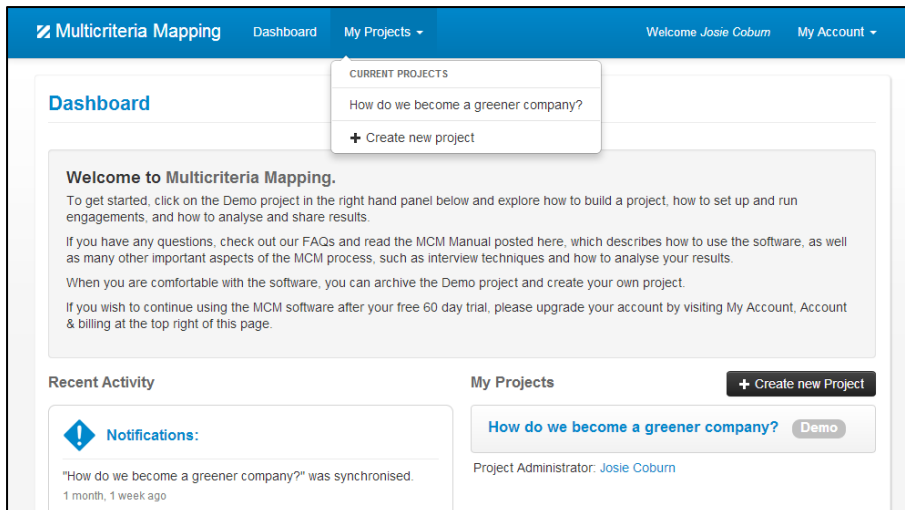 Multicriteria Mapping Dashboard My Projects Welcome Josie Coburn My Account
CURRENT PROJECTS
How do we become a greener company?
+ Create new project
Dashboard
Welcome to Multicriteria Mapping.
To get started, click on the Demo project in the right hand panel below and explore how to build a project, how to set up and run
engagements, and how to analyse and share results.
If you have any questions, check out our FAQs and read the MCM Manual posted here, which describes how to use the software, as well
as many other important aspects of the MCM process, such as interview techniques and how to analyse your results.
When you are comfortable with the software, you can archive the Demo project and create your own project.
If you wish to continue using the MCM software after your free 60 day trial, please upgrade your account by visiting My Account, Account
& billing at the top right of this page.
Recent Activity
Notifications:
"How do we become a greener company?" was synchronised.
1 month, 1 week ago
My Projects
+ Create new Project
How do we become a greener company? Demo
Project Administrator: Josie Coburn